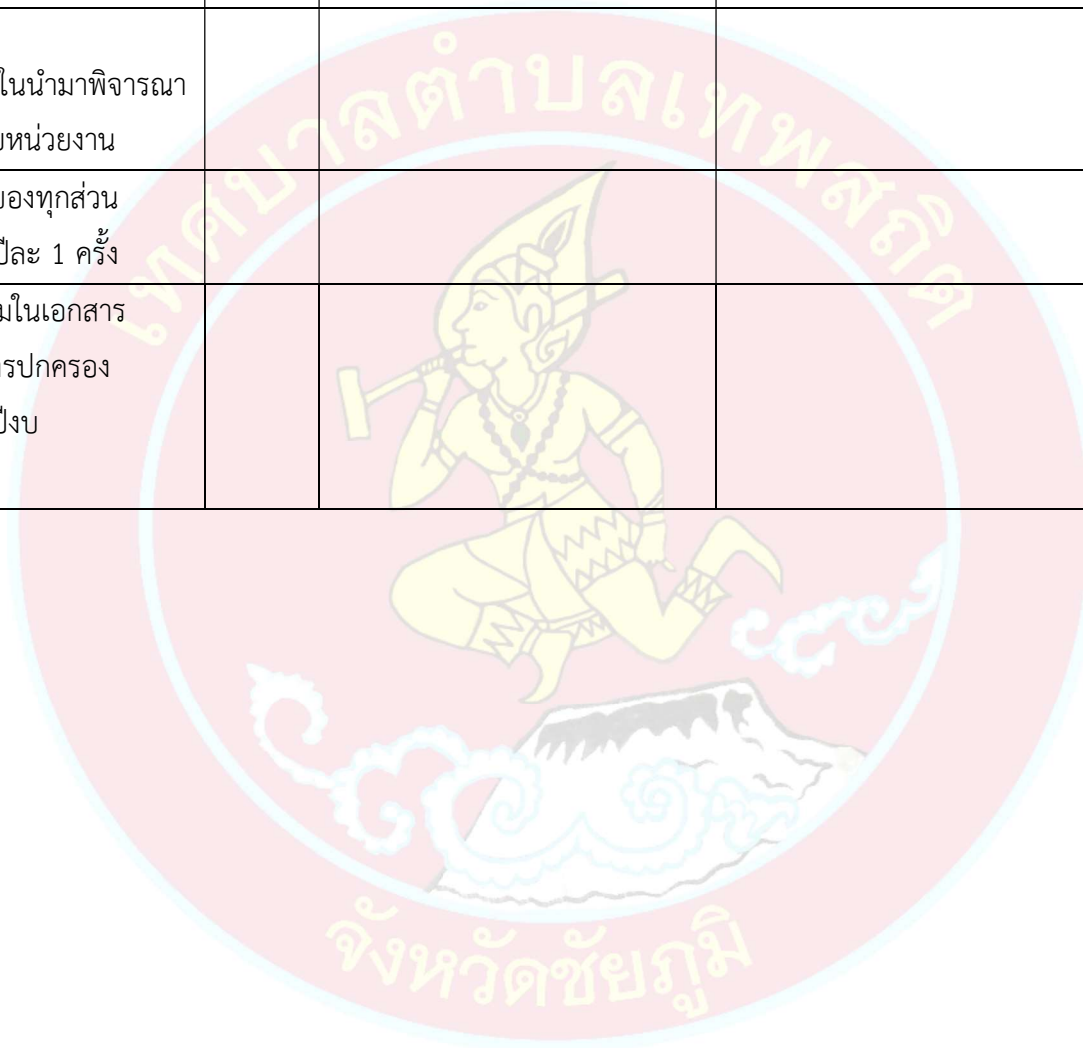 เทศบาลตำบลเทพสถิต
ในนำมาพิจารณา
หน่วยงาน
ของทุกส่วน
ปีละ 1 ครั้ง
มในเอกสาร
ารปกครอง
ปีงบ
จังหวัดชัยภูมิ